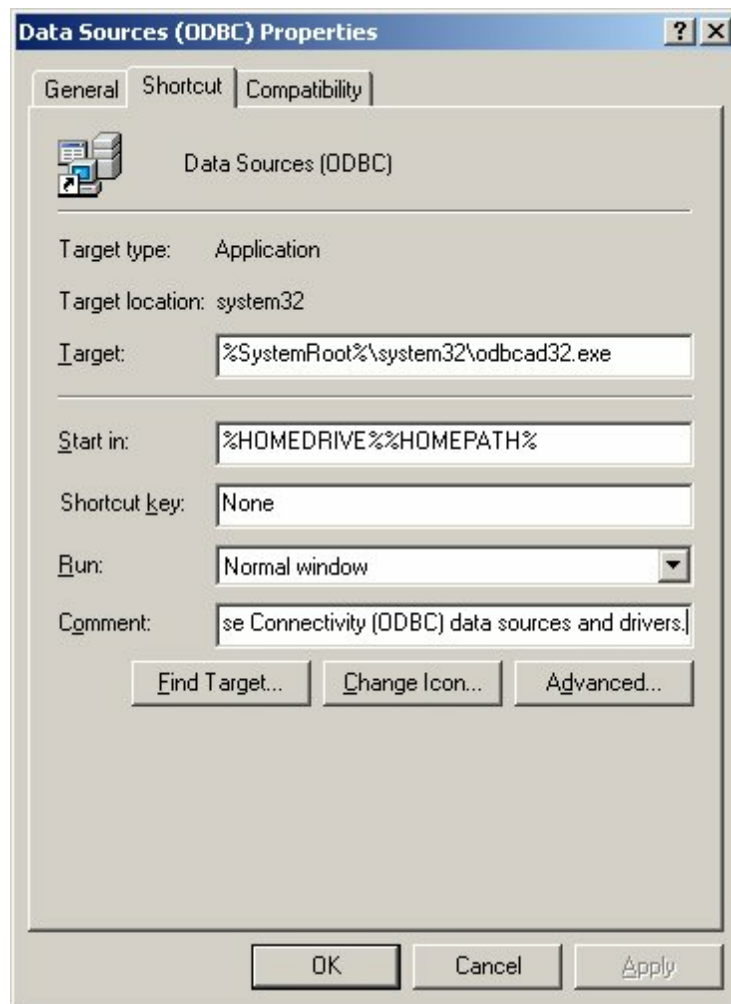 Data Sources (ODBC) Properties
General Shortcut Compatibility
Data Sources (ODBC)
Target type: Application
Target location: system32
Target: %SystemRoot%\system32\odbcad32.exe
Start in: %HOMEDRIVE%%HOMEPATH%
Shortcut key: None
Run: Normal window
Comment: se Connectivity (ODBC) data sources and drivers.
Find Target... Change Icon... Advanced...
OK Cancel Apply